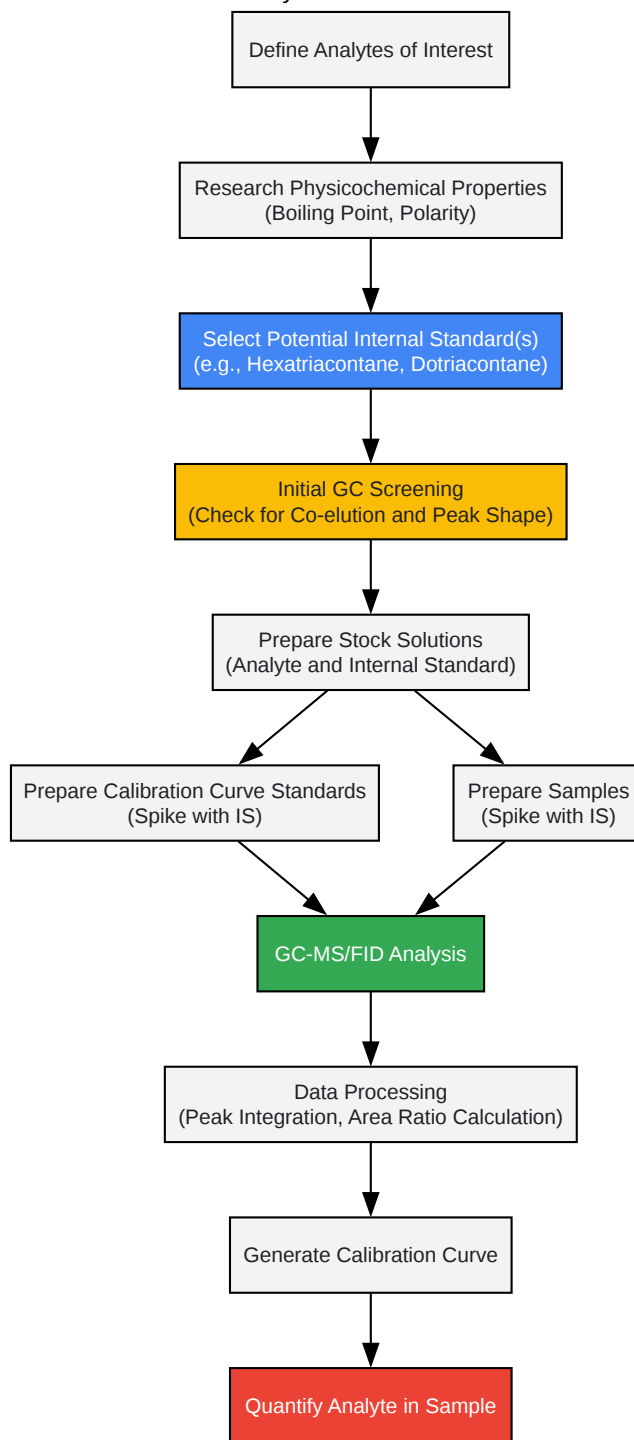 Define Analytes of Interest
Research Physicochemical Properties
(Boiling Point, Polarity)
Select Potential Internal Standard(s)
(e.g., Hexatriacontane, Dotriacontane)
Initial GC Screening
(Check for Co-elution and Peak Shape)
Prepare Stock Solutions
(Analyte and Internal Standard)
Prepare Calibration Curve Standards
(Spike with IS)
Prepare Samples
(Spike with IS)
GC-MS/FID Analysis
Data Processing
(Peak Integration, Area Ratio Calculation)
Generate Calibration Curve
Quantify Analyte in Sample